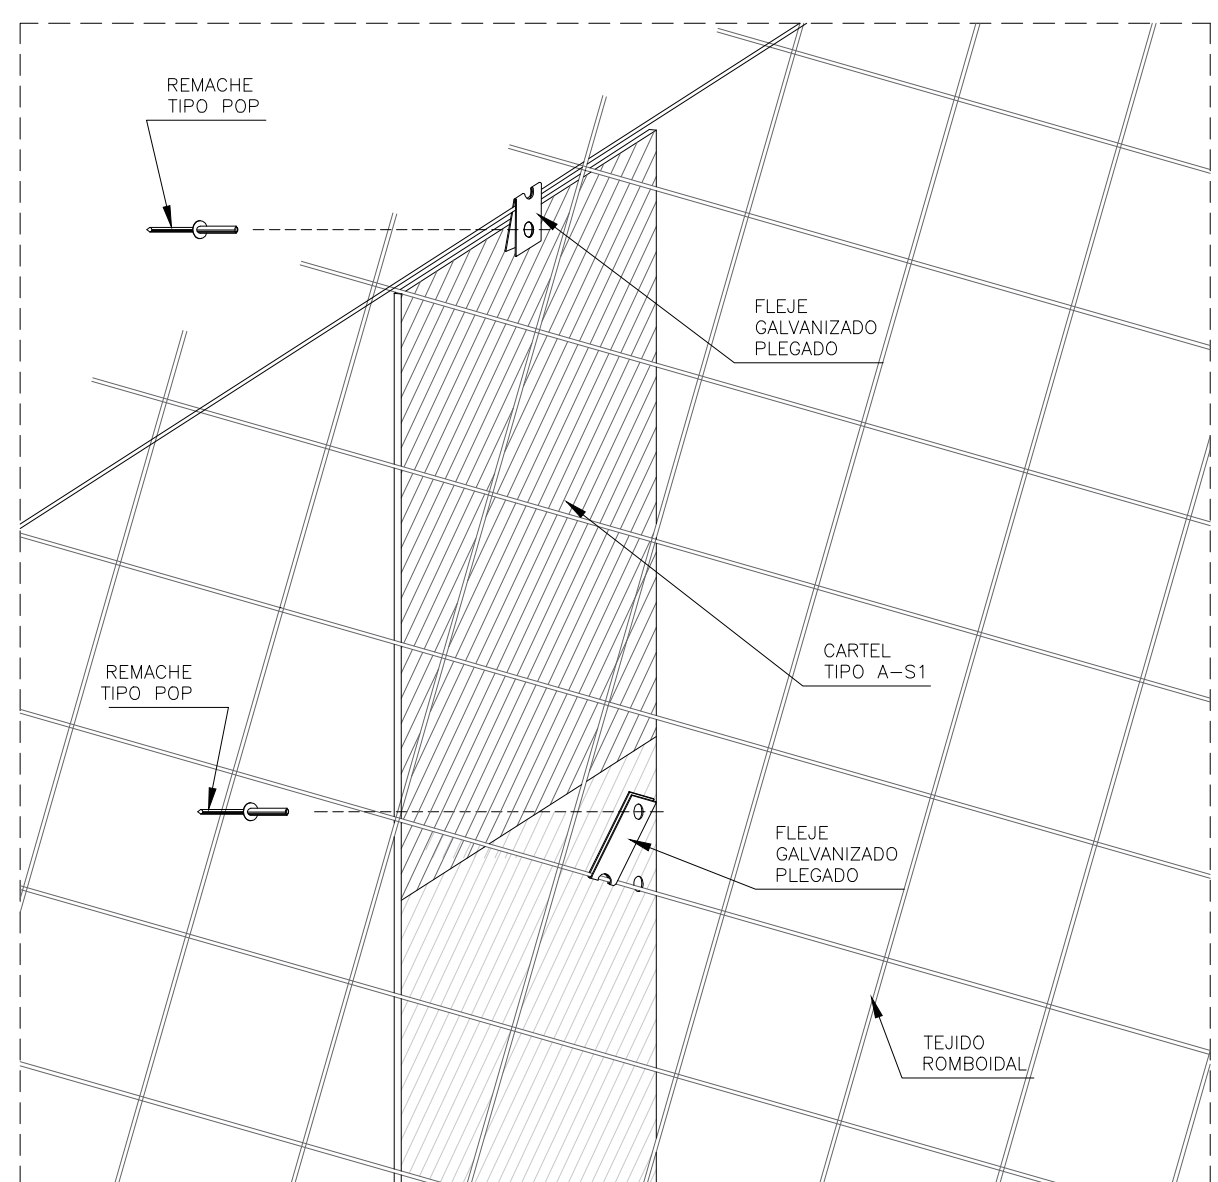 REMACHE
TIPO POP
FLEJE
GALVANIZADO
PLEGADO
CARTEL
TIPO A-S1
REMACHE
TIPO POP
FLEJE
GALVANIZADO
PLEGADO
TEJIDO
ROMBOIDAL